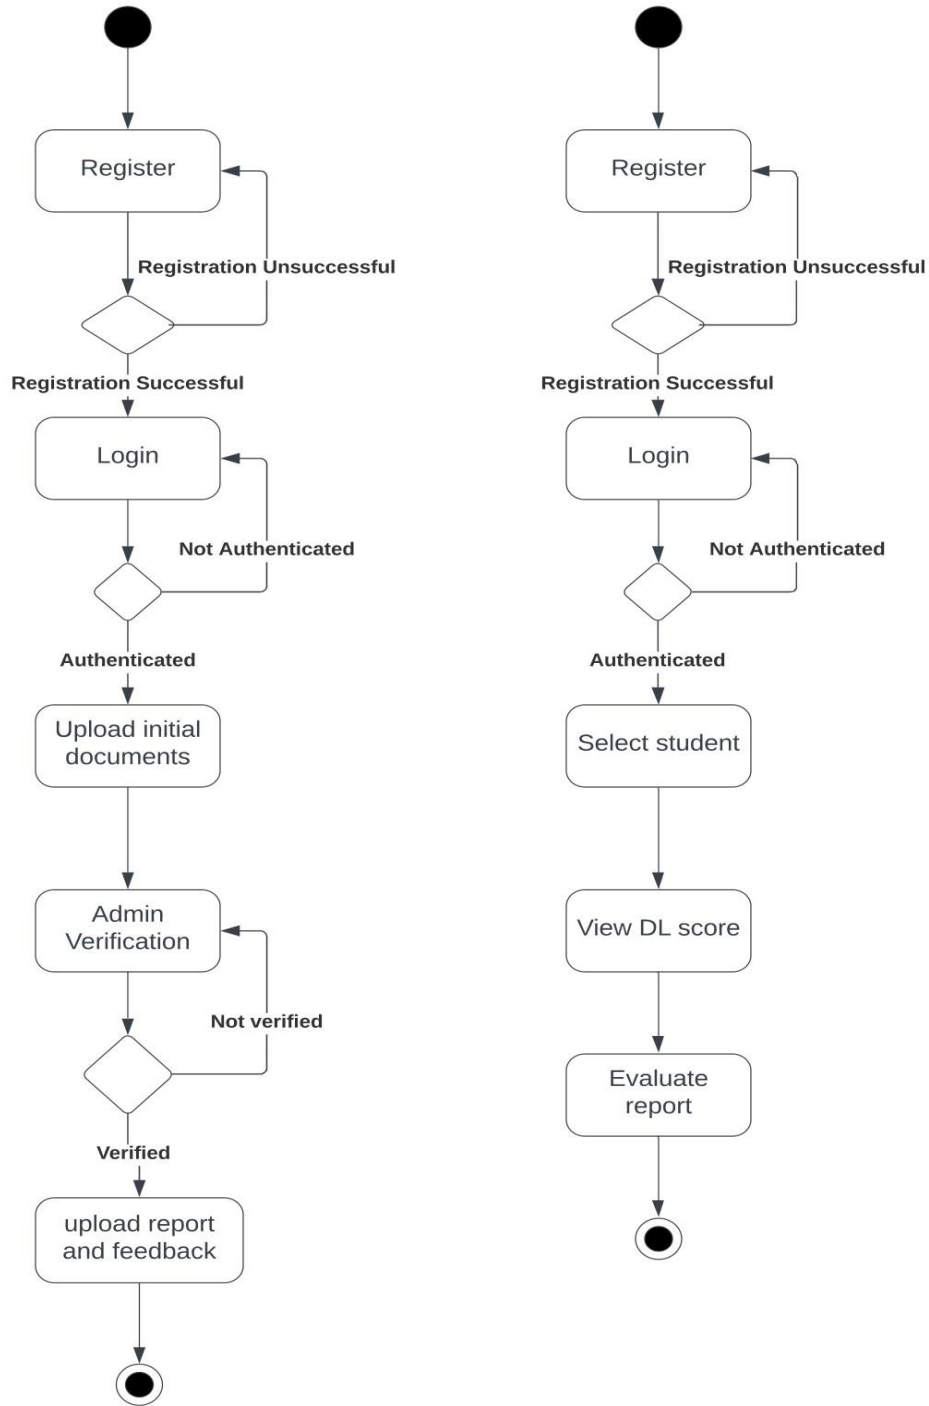 Register
Registration Unsuccessful
Registration Successful
Login
Not Authenticated
Authenticated
Upload initial
documents
Admin
Verification
Not verified
Verified
upload report
and feedback
Register
Registration Unsuccessful
Registration Successful
Login
Not Authenticated
Authenticated
Select student
View DL score
Evaluate
report